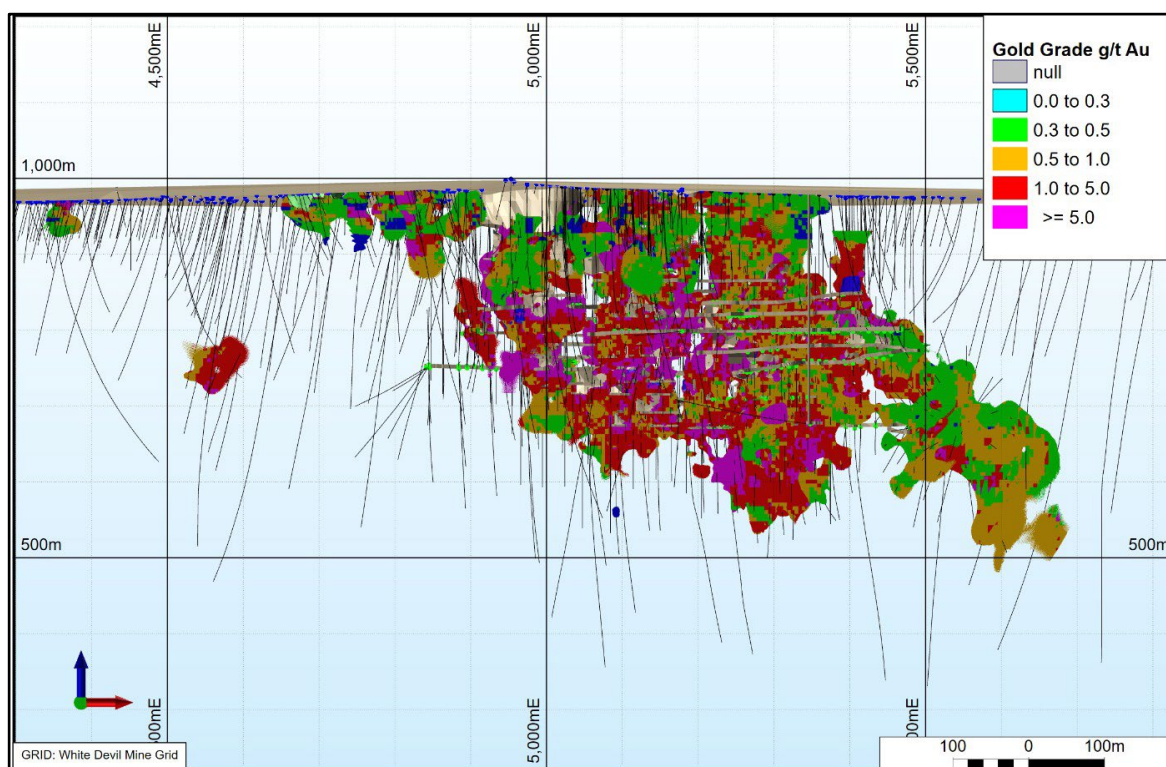 4,500mE
5,000mE
5,500mE
Gold Grade g/t Au
null
0.0 to 0.3
0.3 to 0.5
0.5 to 1.0
1.0 to 5.0
>= 5.0
1,000m
500m
500m
00mE
5,000mE
00mE
GRID: White Devil Mine Grid
100 0 100m